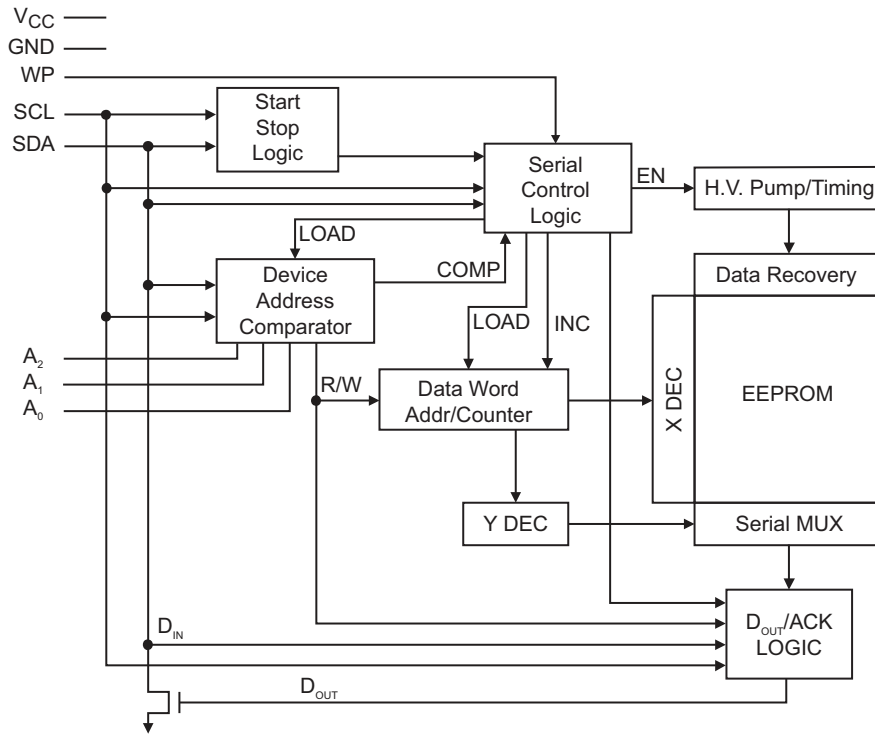 VCC
GND
WP
SCL
SDA
Start
Stop
Logic
Serial
Control
Logic
EN
H.V. Pump/Timing
LOAD
COMP
Device
Address
Comparator
Data Recovery
LOAD
INC
A2
A1
A0
R/W
Data Word
Addr/Counter
X DEC
EEPROM
Y DEC
Serial MUX
DIN
DOUT/ACK
LOGIC
DOUT